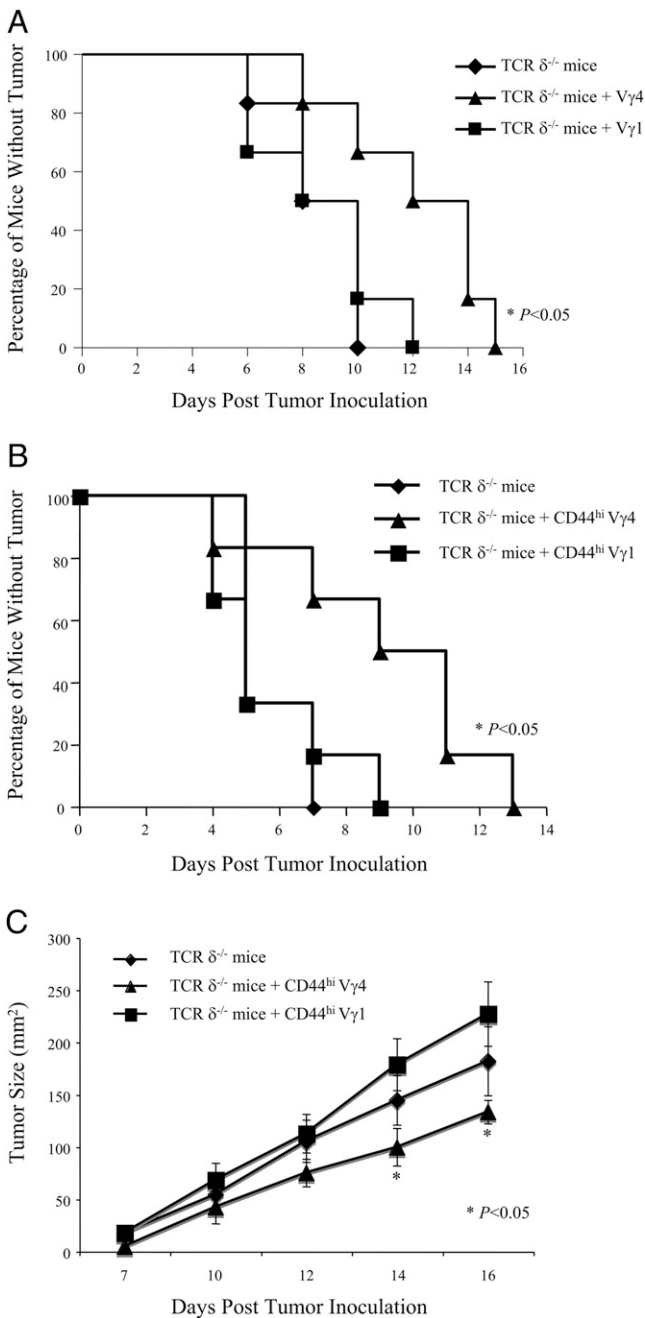 A
Percentage of Mice Without Tumor
100
80
60
40
20
0
0 2 4 6 8 10 12 14 16
Days Post Tumor Inoculation
TCR δ-/- mice
TCR δ-/- mice + Vγ4
TCR δ-/- mice + Vγ1
* P<0.05
B
Percentage of Mice Without Tumor
100
80
60
40
20
0
0 2 4 6 8 10 12 14
Days Post Tumor Inoculation
TCR δ-/- mice
TCR δ-/- mice + CD44hi Vγ4
TCR δ-/- mice + CD44hi Vγ1
* P<0.05
C
Tumor Size (mm2)
300
250
200
150
100
50
0
7 10 12 14 16
Days Post Tumor Inoculation
TCR δ-/- mice
TCR δ-/- mice + CD44hi Vγ4
TCR δ-/- mice + CD44hi Vγ1
*
*
* P<0.05